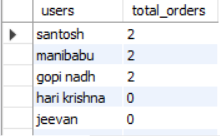 users total_orders
santosh 2
manibabu 2
gopi nadh 2
hari krishna 0
jeevan 0